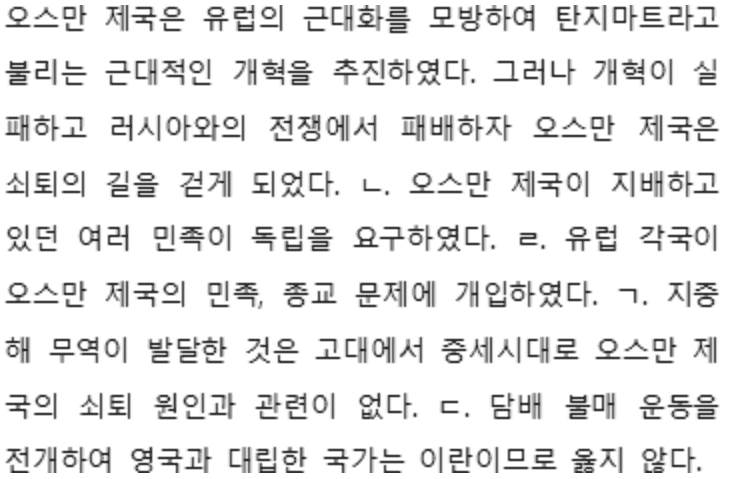 오스만 제국은 유럽의 근대화를 모방하여 탄지마트라고
불리는 근대적인 개혁을 추진하였다. 그러나 개혁이 실
패하고 러시아와의 전쟁에서 패배하자 오스만 제국은
쇠퇴의 길을 걷게 되었다. ㄴ. 오스만 제국이 지배하고
있던 여러 민족이 독립을 요구하였다. ㄹ. 유럽 각국이
오스만 제국의 민족, 종교 문제에 개입하였다. ㄱ. 지중
해 무역이 발달한 것은 고대에서 중세시대로 오스만 제
국의 쇠퇴 원인과 관련이 없다. ㄷ. 담배 불매 운동을
전개하여 영국과 대립한 국가는 이란이므로 옳지 않다.